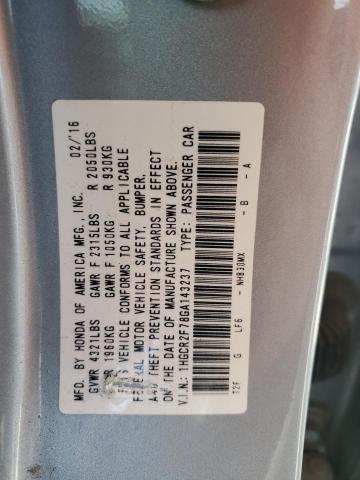 MFD. BY HONDA OF AMERICA MFG., INC. 02/'16
GVWR 4321LBS GAWR F 2315LBS R 2050LBS
1960KG GAWR F 1050KG R 930KG
VEHICLE CONFORMS TO ALL APPLICABLE
FEDERAL MOTOR VEHICLE SAFETY, BUMPER,
AND THEFT PREVENTION STANDARDS IN EFFECT
ON THE DATE OF MANUFACTURE SHOWN ABOVE.
V.I.N.: 1HGCR2F78GA143237 TYPE: PASSENGER CAR
T2F G LF6 - NH830MX - B - A